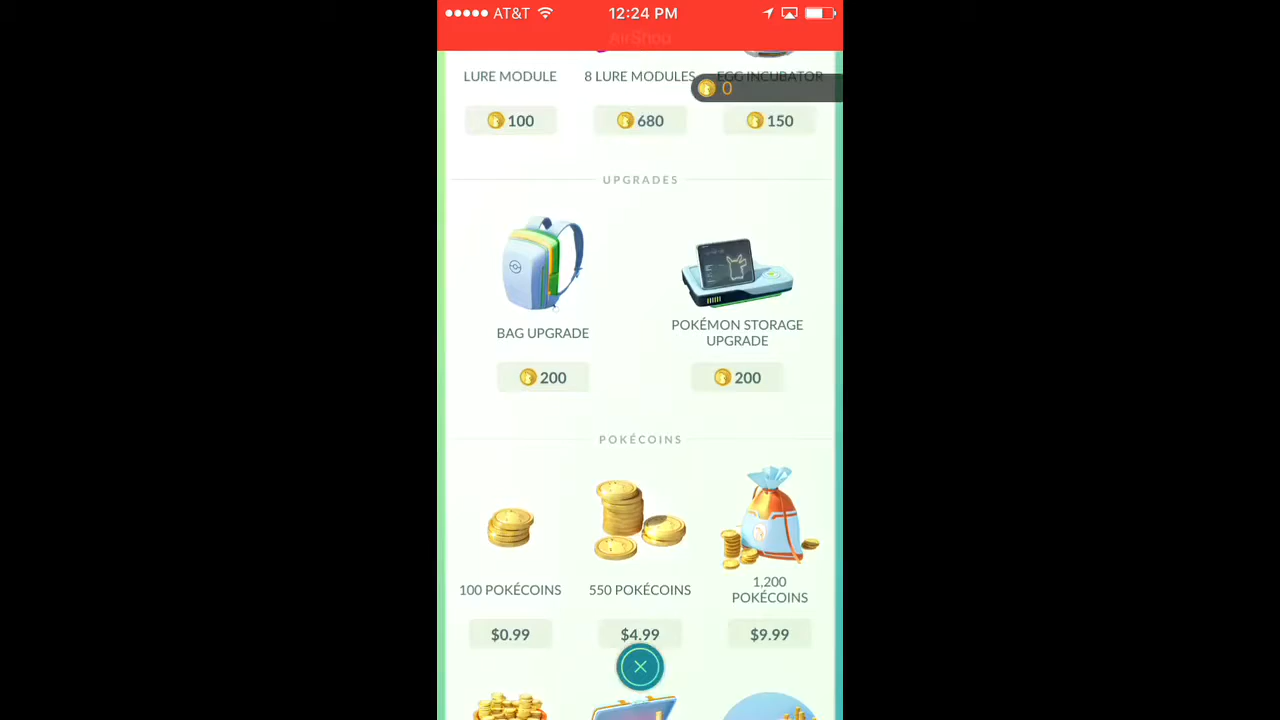 AT&T 12:24 PM
AirShou
LURE MODULE 8 LURE MODULES EGG INCUBATOR
0
100 680 150
UPGRADES
BAG UPGRADE
POKÉMON STORAGE
UPGRADE
200 200
POKÉCOINS
100 POKÉCOINS 550 POKÉCOINS
1,200
POKÉCOINS
$0.99 $4.99 $9.99